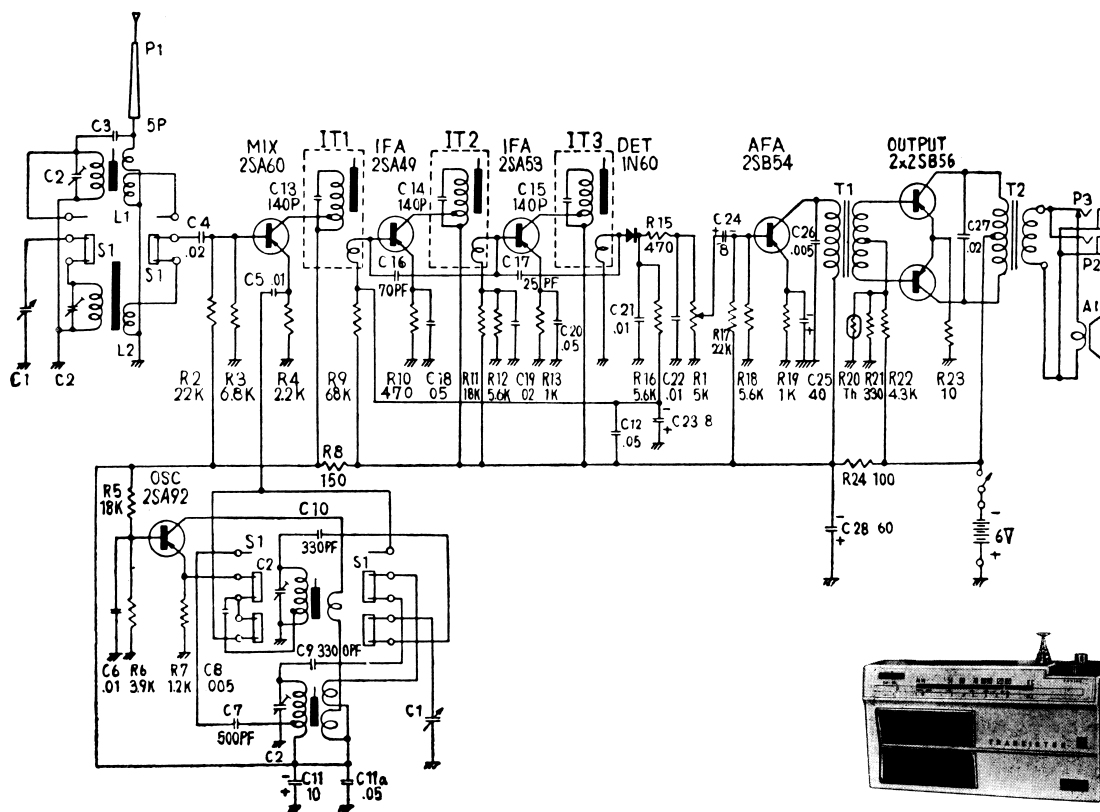 P1
C3
5P
C2
L1
C4
.02
S1
S1
L2
C1
C2
MIX
2SA60
IT1
C13
140P
IFA
2SA49
IT2
C14
140P
IFA
2SA53
IT3
C15
140P
DET
1N60
R15
470
C24
8
AFA
2SB54
T1
C26
.005
OUTPUT
2x2SB56
C27
.02
T2
P3
P2
C5 .01
C16
70PF
C17
25 PF
C21
.01
R17
22K
C20
.05
R2
22K
R3
6.8K
R4
2.2K
R9
68K
R10
470
C18
05
R11
18K
R12
5.6K
C19
02
R13
1K
R16
5.6K
C22
.01
R1
5K
R18
5.6K
R19
1K
C25
40
R20
Th
R21
330
R22
4.3K
R23
10
C12
.05
C23 8
R8
150
R24 100
C28 60
6V
OSC
2SA92
R5
18K
C10
330PF
S1
C2
S1
C6
.01
R6
3.9K
R7
1.2K
C8
005
C9 3300PF
C7
500PF
C2
C1
C11
10
C11a
.05
TRANSISTOR